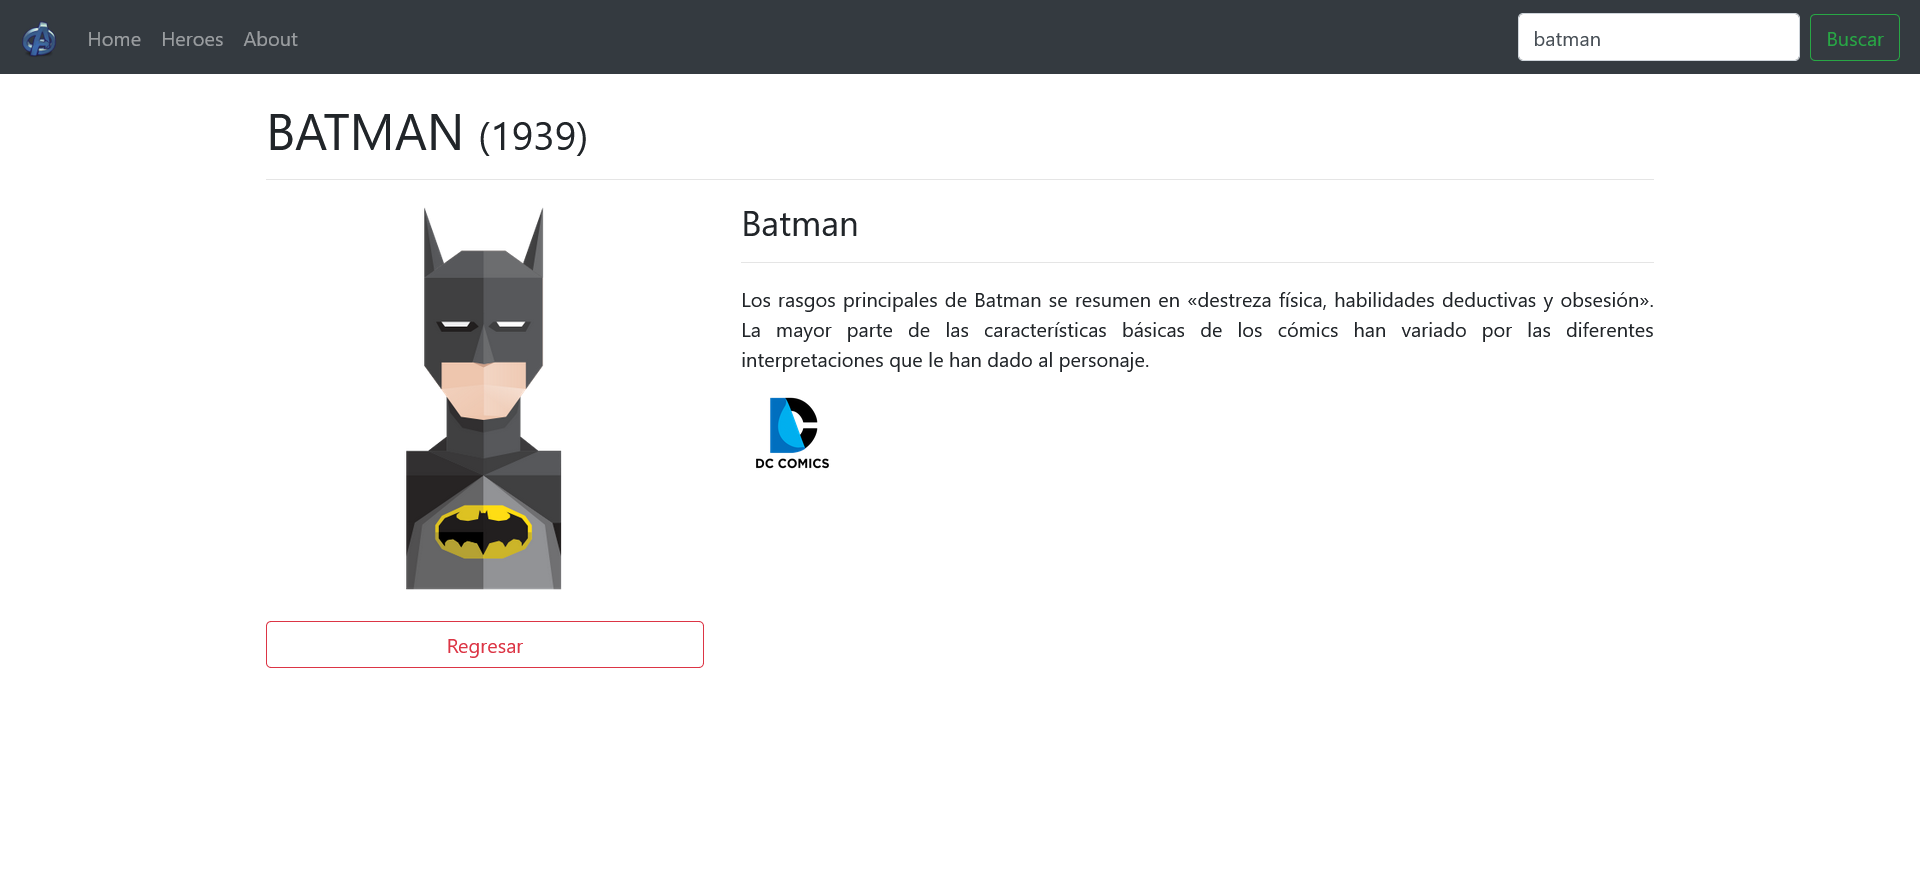 Home Heroes About batman Buscar
BATMAN (1939)
Batman
Los rasgos principales de Batman se resumen en «destreza física, habilidades deductivas y obsesión».
La mayor parte de las características básicas de los cómics han variado por las diferentes
interpretaciones que le han dado al personaje.
DC COMICS
Regresar